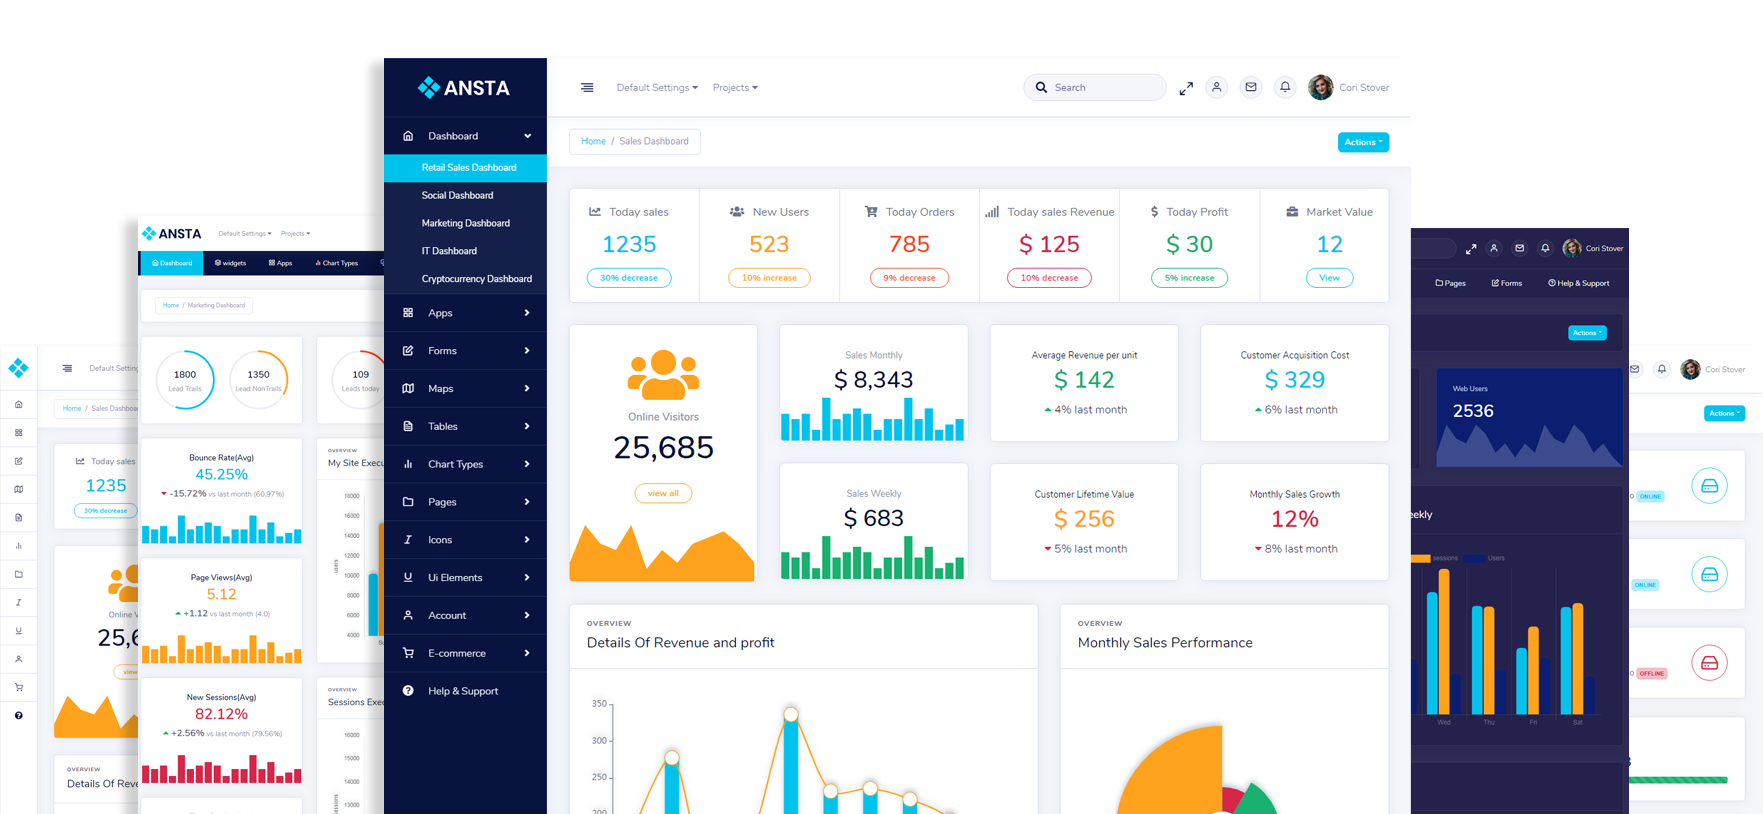 ANSTA
Default Settings
Projects
Search
Cori Stover
Dashboard
Retail Sales Dashboard
Social Dashboard
Marketing Dashboard
IT Dashboard
Cryptocurrency Dashboard
Apps
Forms
Maps
Tables
Chart Types
Pages
Icons
Ui Elements
Account
E-commerce
Help & Support
Home / Sales Dashboard
Actions
Today sales
1235
30% decrease
New Users
523
10% increase
Today Orders
785
9% decrease
Today sales Revenue
$ 125
10% decrease
Today Profit
$ 30
5% increase
Market Value
12
View
Online Visitors
25,685
view all
Sales Monthly
$ 8,343
Average Revenue per unit
$ 142
4% last month
Customer Acquisition Cost
$ 329
6% last month
Sales Weekly
$ 683
Customer Lifetime Value
$ 256
5% last month
Monthly Sales Growth
12%
8% last month
OVERVIEW
Details Of Revenue and profit
350
300
250
200
OVERVIEW
Monthly Sales Performance
ANSTA
Default Settings
Projects
Dashboard
widgets
Apps
Chart Types
Home / Marketing Dashboard
1800
Lead Trails
1350
Lead NonTrails
109
Leads today
Bounce Rate(Avg)
45.25%
-15.72% vs last month (60.97%)
Page Views(Avg)
5.12
+1.12 vs last month (4.0)
New Sessions(Avg)
82.12%
+2.56% vs last month (79.56%)
OVERVIEW
My Site Execu
18000
16000
14000
12000
10000
8000
6000
4000
users
OVERVIEW
Sessions Exec
16000
15000
14000
13000
Default Setting
Home / Sales Dashboa
Today sales
1235
30% decrease
Online V
25,6
view
OVERVIEW
Details Of Reve
Cori Stover
Pages
Forms
Help & Support
Actions
Web Users
2536
eekly
sessions
Users
Wed
Thu
Fri
Sat
Cori Stover
Actions
ONLINE
ONLINE
OFFLINE